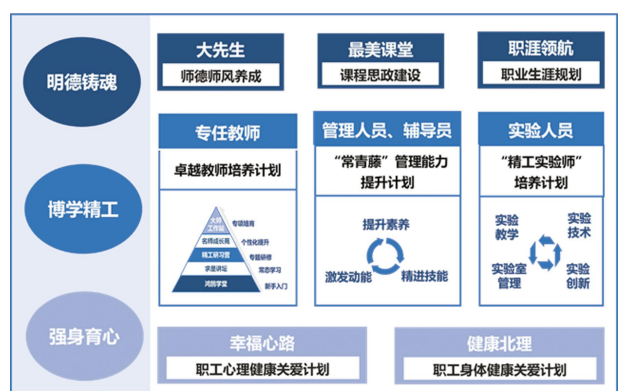 明德铸魂
大先生
师德师风养成
最美课堂
课程思政建设
职涯领航
职业生涯规划
博学精工
专任教师
卓越教师培养计划
大师
工作站
专项培育
名师成长苑
个性化提升
精工研习营
专题研修
求是讲坛
常态学习
鸿鹄学堂
新手入门
管理人员、辅导员
“常青藤”管理能力
提升计划
提升素养
激发动能
精进技能
实验人员
“精工实验师”
培养计划
实验
教学
实验
技术
实验室
管理
实验
创新
强身育心
幸福心路
职工心理健康关爱计划
健康北理
职工身体健康关爱计划